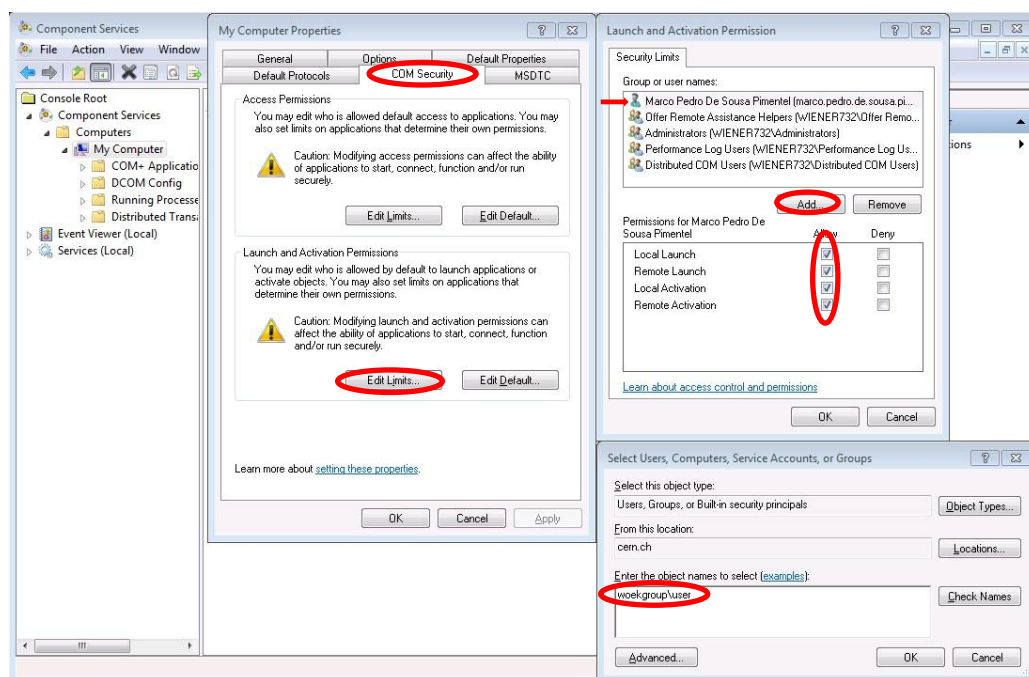 Component Services
File Action View Window
Console Root
Component Services
Computers
My Computer
COM+ Applicatio
DCOM Config
Running Processe
Distributed Transa
Event Viewer (Local)
Services (Local)
My Computer Properties
General Options Default Properties
Default Protocols COM Security MSDTC
Access Permissions
You may edit who is allowed default access to applications. You may
also set limits on applications that determine their own permissions.
Caution: Modifying access permissions can affect the ability
of applications to start, connect, function and/or run
securely.
Edit Limits... Edit Default...
Launch and Activation Permissions
You may edit who is allowed by default to launch applications or
activate objects. You may also set limits on applications that
determine their own permissions.
Caution: Modifying launch and activation permissions can
affect the ability of applications to start, connect, function
and/or run securely.
Edit Limits... Edit Default...
Learn more about setting these properties.
OK Cancel Apply
Launch and Activation Permission
Security Limits
Group or user names:
Marco Pedro De Sousa Pimentel (marco.pedro.de.sousa.pi...
Offer Remote Assistance Helpers (WIENER732\Offer Remo...
Administrators (WIENER732\Administrators)
Performance Log Users (WIENER732\Performance Log Us...
Distributed COM Users (WIENER732\Distributed COM Users)
Add... Remove
Permissions for Marco Pedro De
Sousa Pimentel Allow Deny
Local Launch
Remote Launch
Local Activation
Remote Activation
Learn about access control and permissions
OK Cancel
ions
Select Users, Computers, Service Accounts, or Groups
Select this object type:
Users, Groups, or Built-in security principals Object Types...
From this location:
cern.ch Locations...
Enter the object names to select (examples):
woekgroup\user Check Names
Advanced... OK Cancel